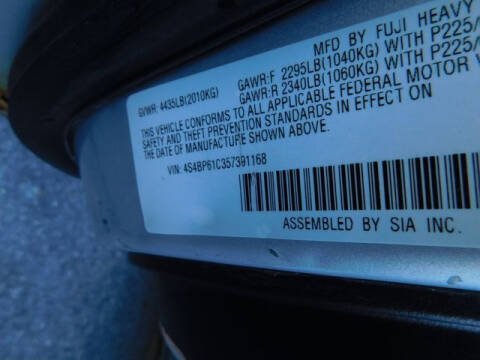 MFD BY FUJI HEAVY
GVWR: 4435LB(2010KG)
GAWR:F 2295LB(1040KG) WITH P225/
GAWR:R 2340LB(1060KG) WITH P225/
THIS VEHICLE CONFORMS TO ALL APPLICABLE FEDERAL MOTOR V
SAFETY AND THEFT PREVENTION STANDARDS IN EFFECT ON
THE DATE OF MANUFACTURE SHOWN ABOVE.
VIN: 4S4BP61C357391168
ASSEMBLED BY SIA INC.